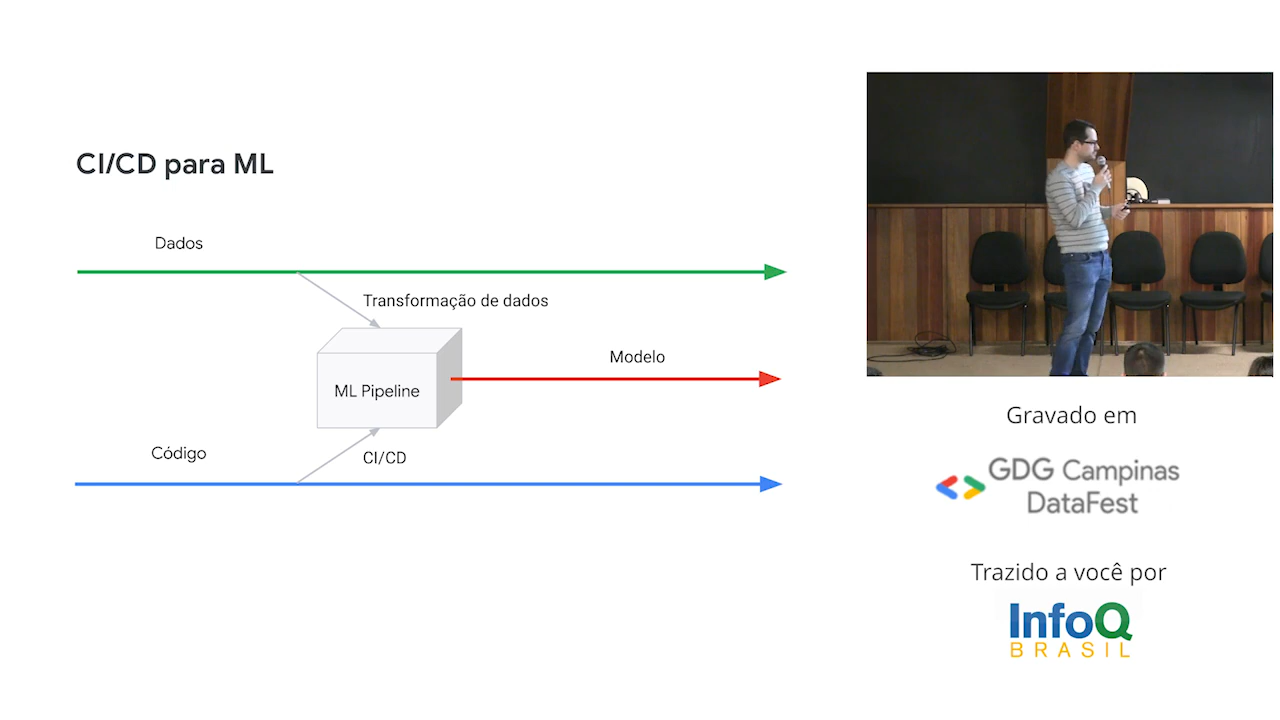 CI/CD para ML
Dados
Transformação de dados
Modelo
ML Pipeline
Código
CI/CD
Gravado em
GDG Campinas
DataFest
Trazido a você por
InfoQ
BRASIL